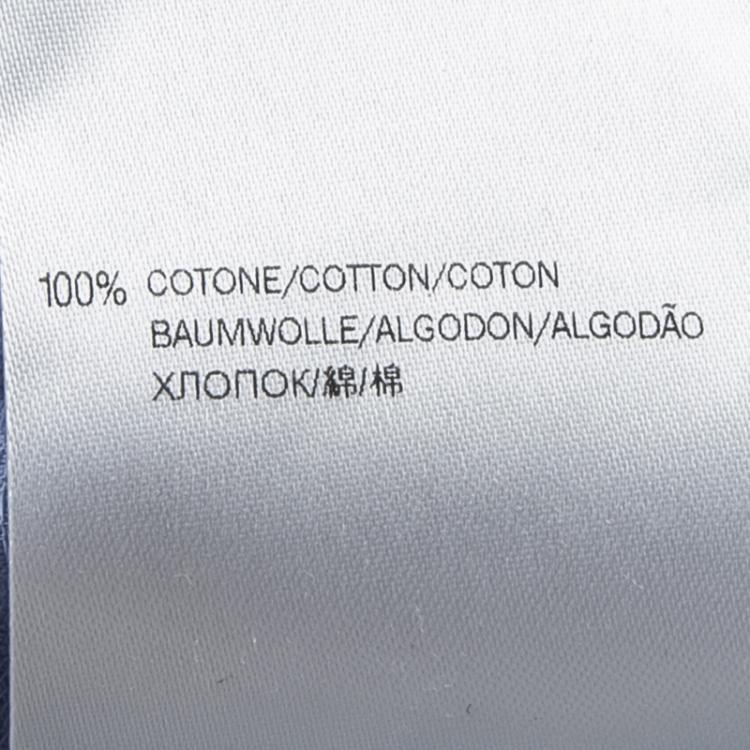 100% COTONE/COTTON/COTON
BAUMWOLLE/ALGODON/ALGODÃO
ХЛОПОК/綿/棉